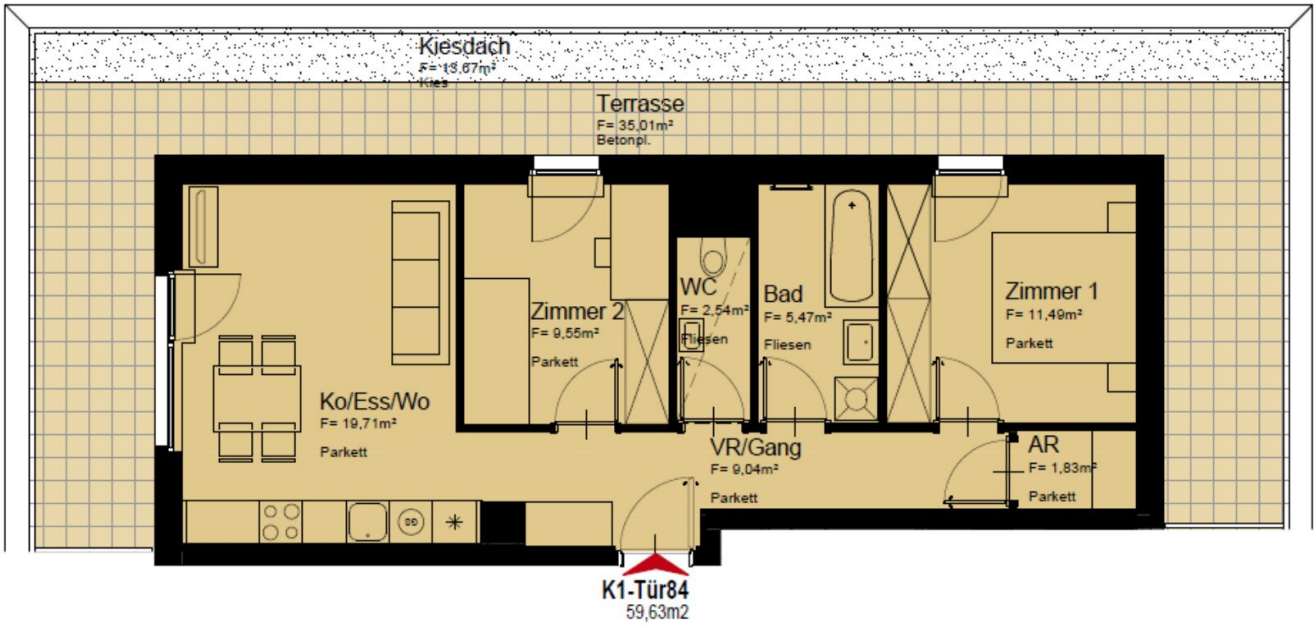 Kiesdach
F= 13,67m²
Kies
Terrasse
F= 35,01m²
Betonpl.
Zimmer 2
F= 9,55m²
Parkett
WC
F= 2,54m²
Fliesen
Bad
F= 5,47m²
Fliesen
Zimmer 1
F= 11,49m²
Parkett
Ko/Ess/Wo
F= 19,71m²
Parkett
VR/Gang
F= 9,04m²
Parkett
AR
F= 1,83m²
Parkett
K1-Tür84
59,63m2